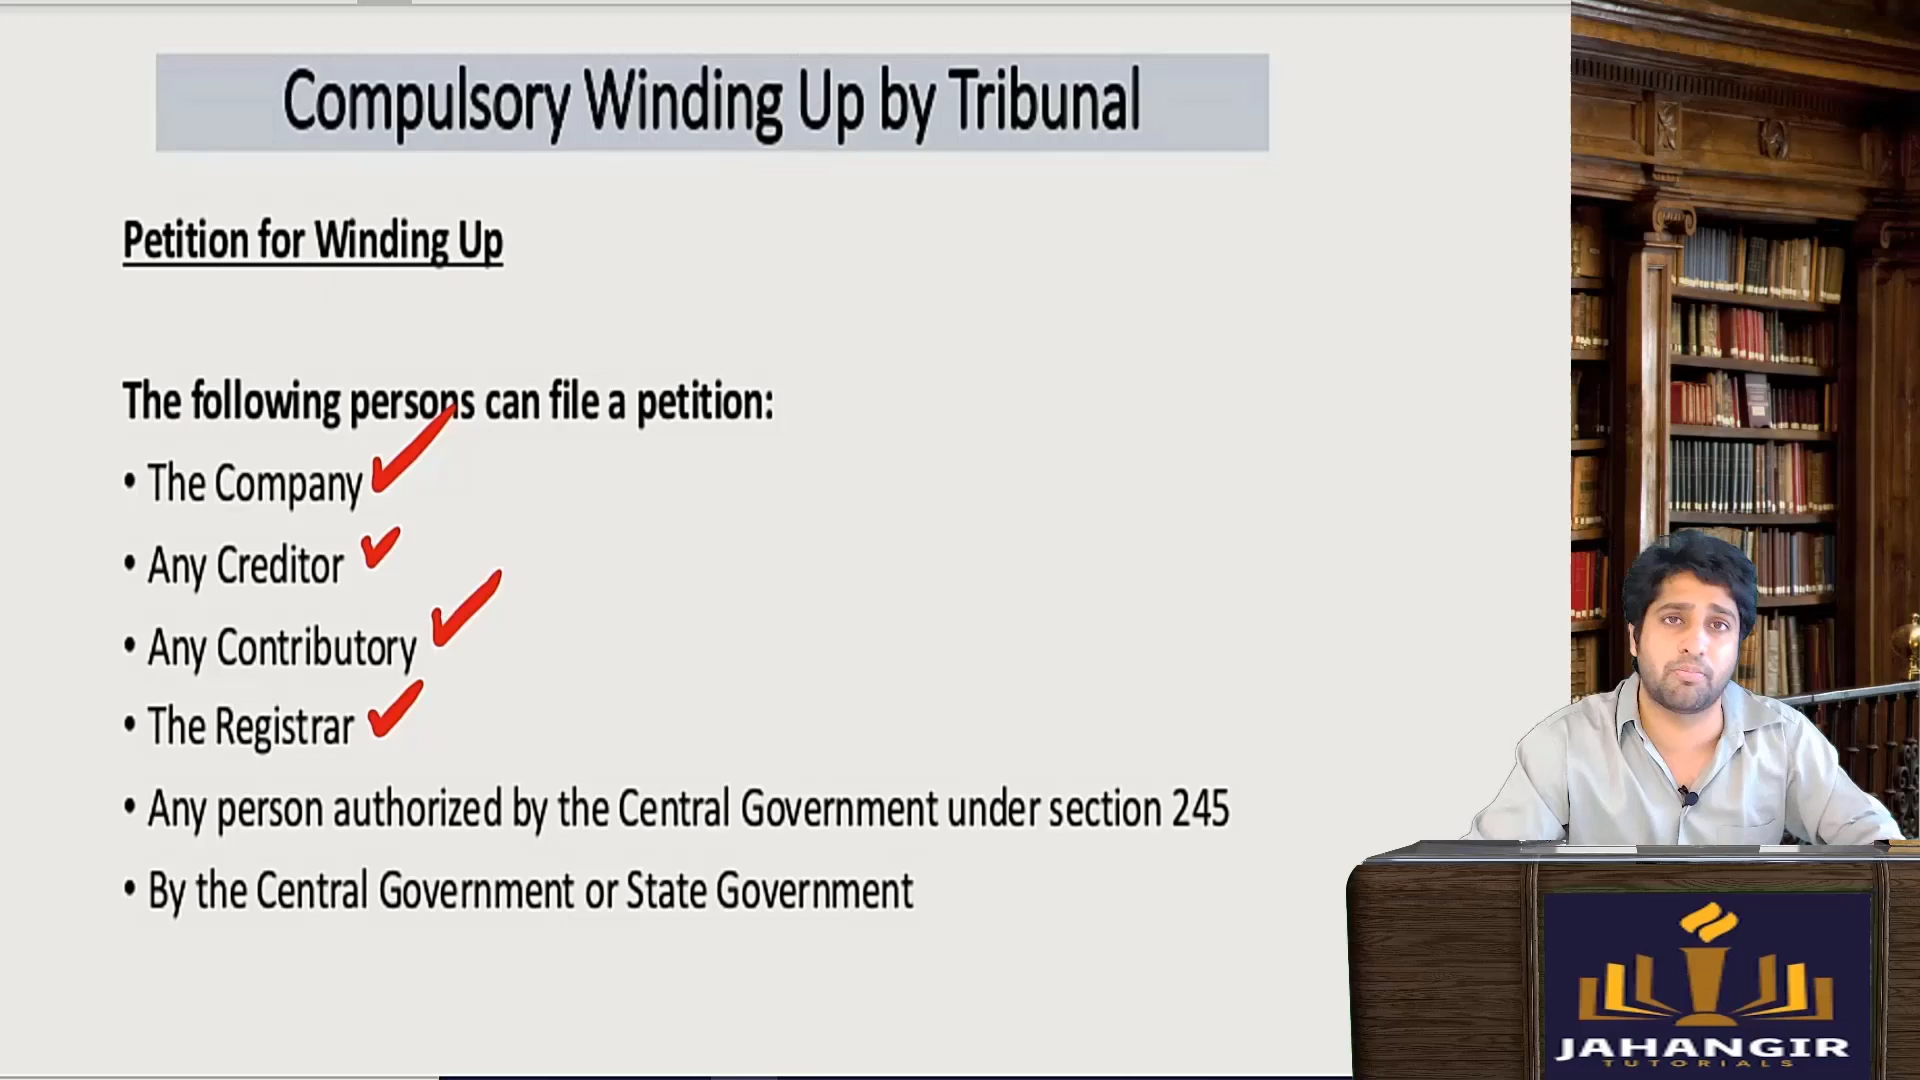 Compulsory Winding Up by Tribunal
Petition for Winding Up
The following persons can file a petition:
• The Company
• Any Creditor
• Any Contributory
• The Registrar
• Any person authorized by the Central Government under section 245
• By the Central Government or State Government
JAHANGIR
TUTORIALS